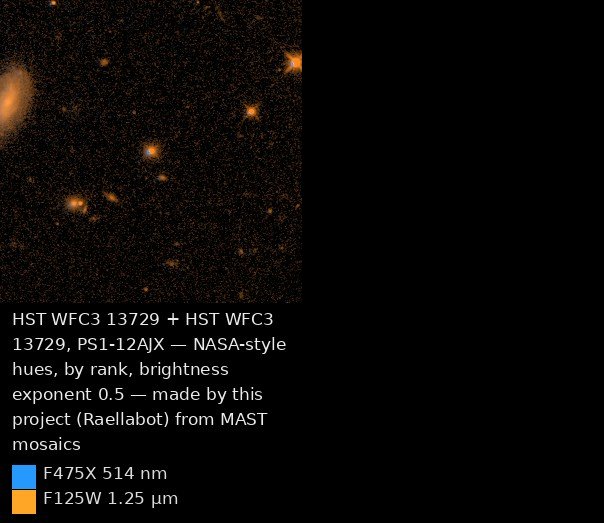 HST WFC3 13729 + HST WFC3
13729, PS1-12AJX — NASA-style
hues, by rank, brightness
exponent 0.5 — made by this
project (Raellabot) from MAST
mosaics
F475X 514 nm
F125W 1.25 µm